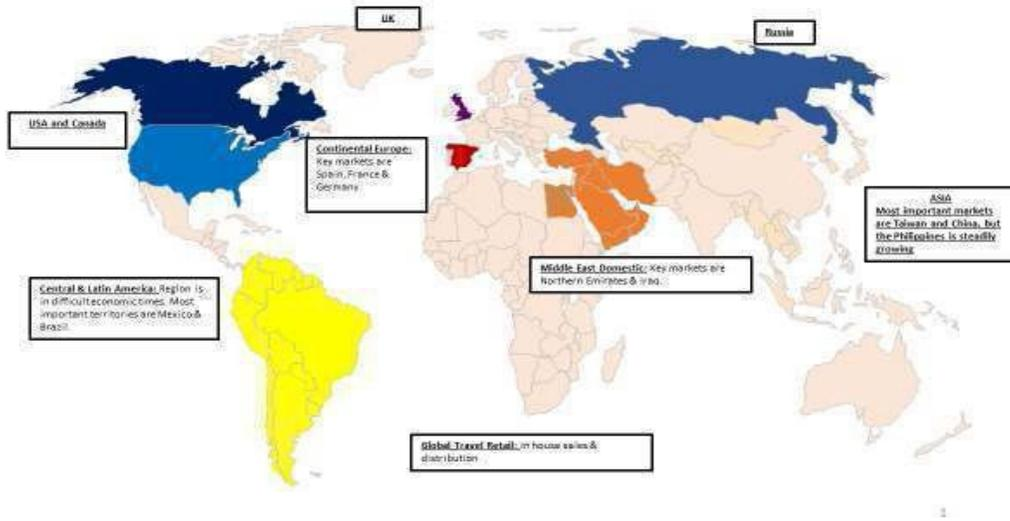 UK
Russia
USA and Canada
Continental Europe:
Key markets are
Spain, France &
Germany
ASIA
Most important markets
are Taiwan and China, but
the Philippines is steadily
growing
Middle East Domestic: Key markets are
Northern Emirates & Iraq.
Central & Latin America: Region is
in difficult economic times. Most
important territories are Mexico &
Brazil.
Global Travel Retail: in house sales &
distribution
1